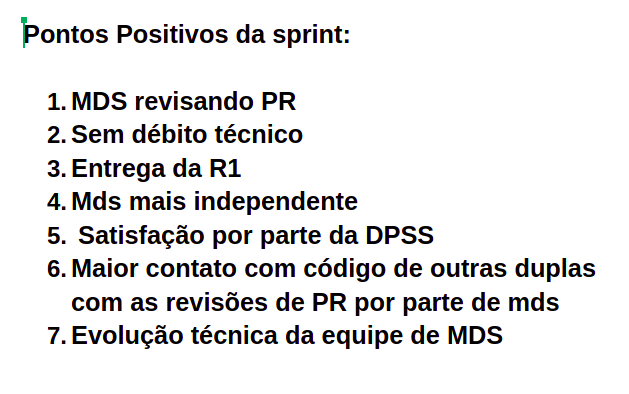 Pontos Positivos da sprint:
1. MDS revisando PR
2. Sem débito técnico
3. Entrega da R1
4. Mds mais independente
5. Satisfação por parte da DPSS
6. Maior contato com código de outras duplas
com as revisões de PR por parte de mds
7. Evolução técnica da equipe de MDS